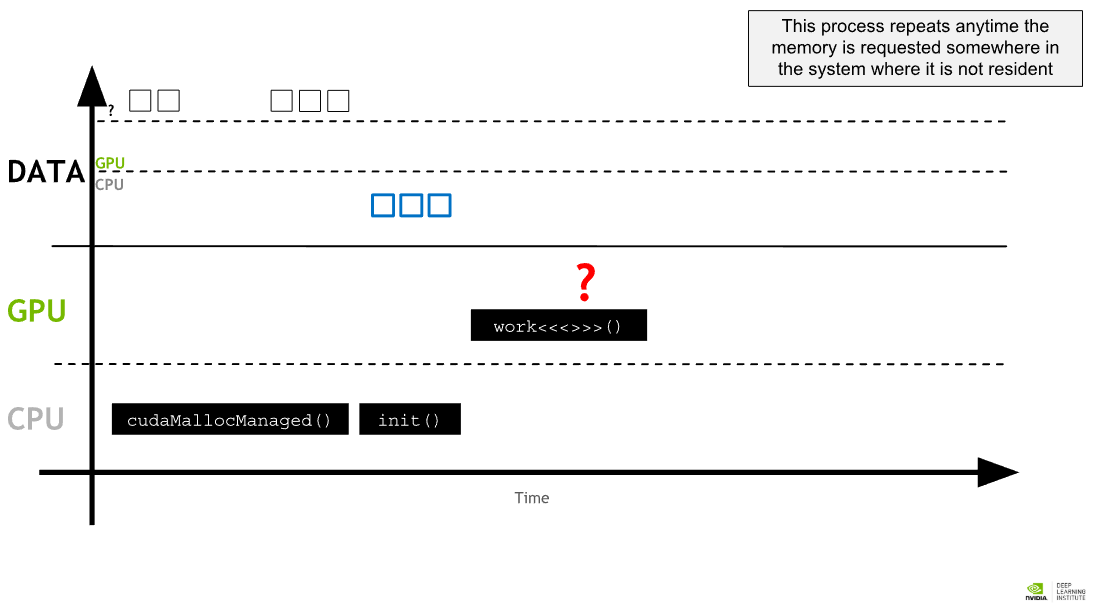 This process repeats anytime the
memory is requested somewhere in
the system where it is not resident
?
DATA
GPU
CPU
?
GPU
work<<<>>>()
CPU
cudaMallocManaged()
init()
Time
NVIDIA
DEEP
LEARNING
INSTITUTE